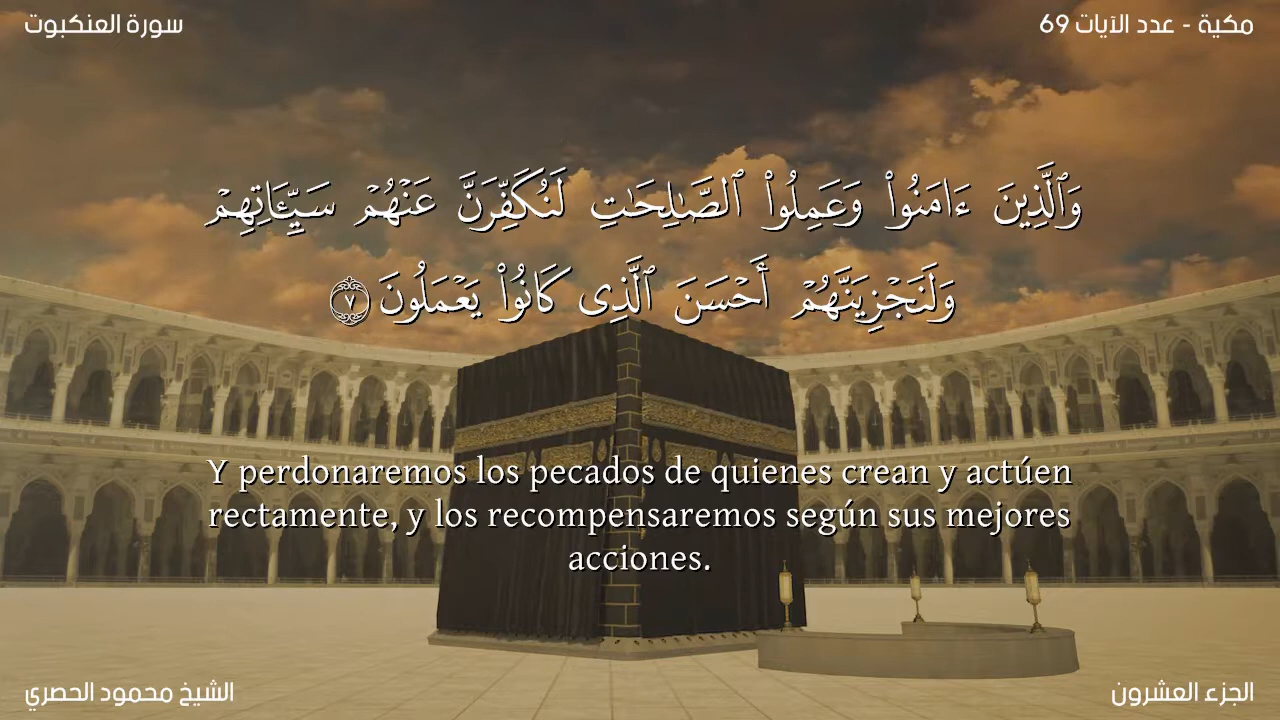 سورة العنكبوت
مكية - عدد الآيات 69
وَٱلَّذِينَ ءَامَنُوا۟ وَعَمِلُوا۟ ٱلصَّـٰلِحَـٰتِ لَنُكَفِّرَنَّ عَنْهُمْ سَيِّـَٔاتِهِمْ
وَلَنَجْزِيَنَّهُمْ أَحْسَنَ ٱلَّذِى كَانُوا۟ يَعْمَلُونَ ٧
Y perdonaremos los pecados de quienes crean y actúen
rectamente, y los recompensaremos según sus mejores
acciones.
الشيخ محمود الحصري
الجزء العشرون